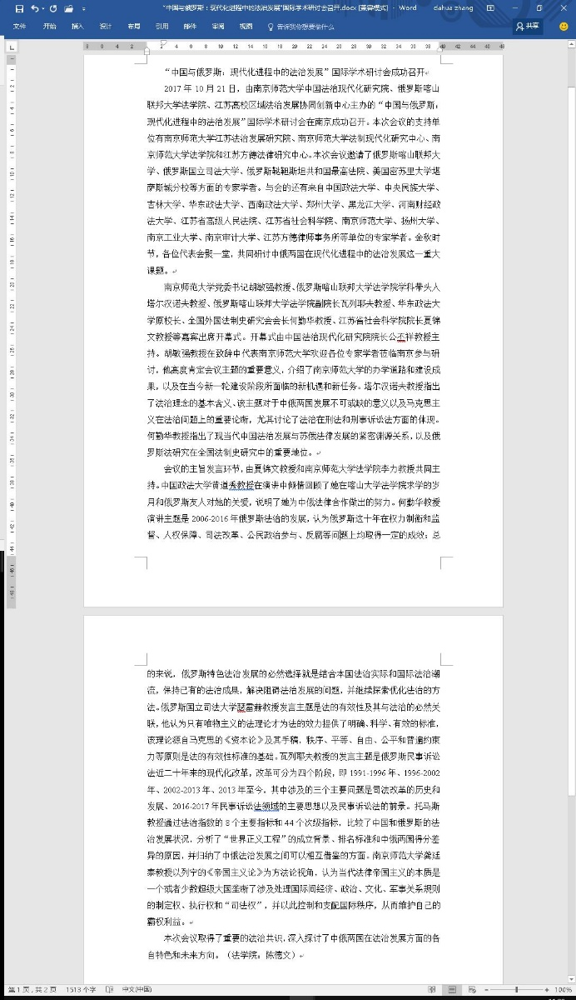 "中国与俄罗斯：现代化进程中的法治发展"国际学术研讨会召开.docx [兼容模式] - Word
dahua zhang
文件 开始 插入 设计 布局 引用 邮件 审阅 视图 告诉我你想要做什么 共享
“中国与俄罗斯：现代化进程中的法治发展”国际学术研讨会成功召开
2017 年 10 月 21 日，由南京师范大学中国法治现代化研究院、俄罗斯喀山
联邦大学法学院、江苏高校区域法治发展协同创新中心主办的“中国与俄罗斯：
现代化进程中的法治发展”国际学术研讨会在南京成功召开。本次会议的支持单
位有南京师范大学江苏法治发展研究院、南京师范大学法制现代化研究中心、南
京师范大学法学院和江苏方德法律研究中心。本次会议邀请了俄罗斯喀山联邦大
学、俄罗斯国立司法大学、俄罗斯鞑靼斯坦共和国最高法院、美国密苏里大学堪
萨斯城分校等方面的专家学者。与会的还有来自中国政法大学、中央民族大学、
吉林大学、华东政法大学、西南政法大学、郑州大学、黑龙江大学、河南财经政
法大学、江苏省高级人民法院、江苏省社会科学院、南京师范大学、扬州大学、
南京工业大学、南京审计大学、江苏方德律师事务所等单位的专家学者。金秋时
节，各位代表会聚一堂，共同研讨中俄两国在现代化进程中的法治发展这一重大
课题。
南京师范大学党委书记胡敏强教授、俄罗斯喀山联邦大学法学院学科带头人
塔尔汉诺夫教授、俄罗斯喀山联邦大学法学院副院长瓦列耶夫教授、华东政法大
学原校长、全国外国法制史研究会会长何勤华教授、江苏省社会科学院院长夏锦
文教授等嘉宾出席开幕式。开幕式由中国法治现代化研究院院长公丕祥教授主
持。胡敏强教授在致辞中代表南京师范大学欢迎各位专家学者莅临南京参与研
讨，他高度肯定会议主题的重要意义，介绍了南京师范大学的办学道路和建设成
果，以及在当今新一轮建设阶段所面临的新机遇和新任务。塔尔汉诺夫教授指出
了法治理念的基本含义、该主题对于中俄两国发展不可或缺的意义以及马克思主
义在法治问题上的重要论断，尤其讨论了法治在刑法和刑事诉讼法方面的体现。
何勤华教授指出了现当代中国法治发展与苏俄法律发展的紧密渊源关系，以及俄
罗斯法研究在全国法制史研究中的重要地位。
会议的主旨发言环节，由夏锦文教授和南京师范大学法学院李力教授共同主
持。中国政法大学黄道秀教授在演讲中倾情回顾了她在喀山大学法学院求学的岁
月和俄罗斯友人对她的关爱，说明了她为中俄法律合作做出的努力。何勤华教授
演讲主题是 2006-2016 年俄罗斯法治的发展，认为俄罗斯这十年在权力制衡和监
督、人权保障、司法改革、公民政治参与、反腐等问题上均取得一定的成效；总
的来说，俄罗斯特色法治发展的必然选择就是结合本国法治实际和国际法治潮
流，保持已有的法治成果，解决阻碍法治发展的问题，并继续探索优化法治的方
法。俄罗斯国立司法大学瑟雷赫教授发言主题是法的有效性及其与法治的必然关
联，他认为只有唯物主义的法理论才为法的效力提供了明确、科学、有效的标准，
该理论源自马克思的《资本论》及其手稿，秩序、平等、自由、公平和普遍约束
力等原则是法的有效性标准的基础。瓦列耶夫教授的发言主题是俄罗斯民事诉讼
法近二十年来的现代化改革，改革可分为四个阶段，即 1991-1996 年、1996-2002
年、2002-2013 年、2013 年至今，其中涉及的三个主要问题是司法改革的历史和
发展、2016-2017 年民事诉讼法领域的主要思想以及民事诉讼法的前景。托马斯
教授通过法治指数的 8 个主要指标和 44 个次级指标，比较了中国和俄罗斯的法
治发展状况，分析了“世界正义工程”的成立背景、排名标准和中俄两国得分差
异的原因，并归纳了中俄法治发展之间可以相互借鉴的方面。南京师范大学龚廷
泰教授以列宁的《帝国主义论》为方法论视角，认为当代法律帝国主义的本质是
一个或者少数超级大国垄断了涉及处理国际间经济、政治、文化、军事关系规则
的制定权、执行权和“司法权”，并以此控制和支配国际秩序，从而维护自己的
霸权利益。
本次会议取得了重要的法治共识，深入探讨了中俄两国在法治发展方面的各
自特色和未来方向。（法学院：陈德文）
第 1 页，共 2 页 1513 个字 中文(中国) 100%